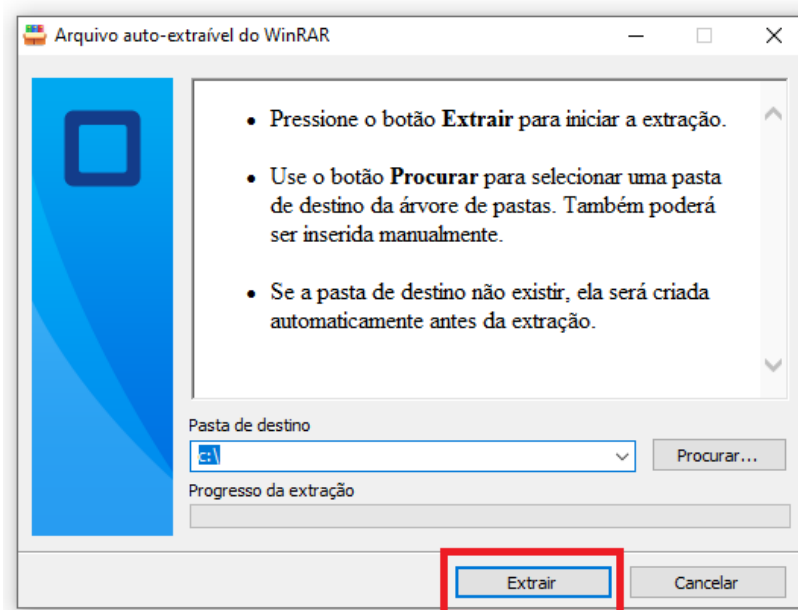 Arquivo auto-extraível do WinRAR
• Pressione o botão Extrair para iniciar a extração.
• Use o botão Procurar para selecionar uma pasta
de destino da árvore de pastas. Também poderá
ser inserida manualmente.
• Se a pasta de destino não existir, ela será criada
automaticamente antes da extração.
Pasta de destino
c:\
Procurar...
Progresso da extração
Extrair
Cancelar